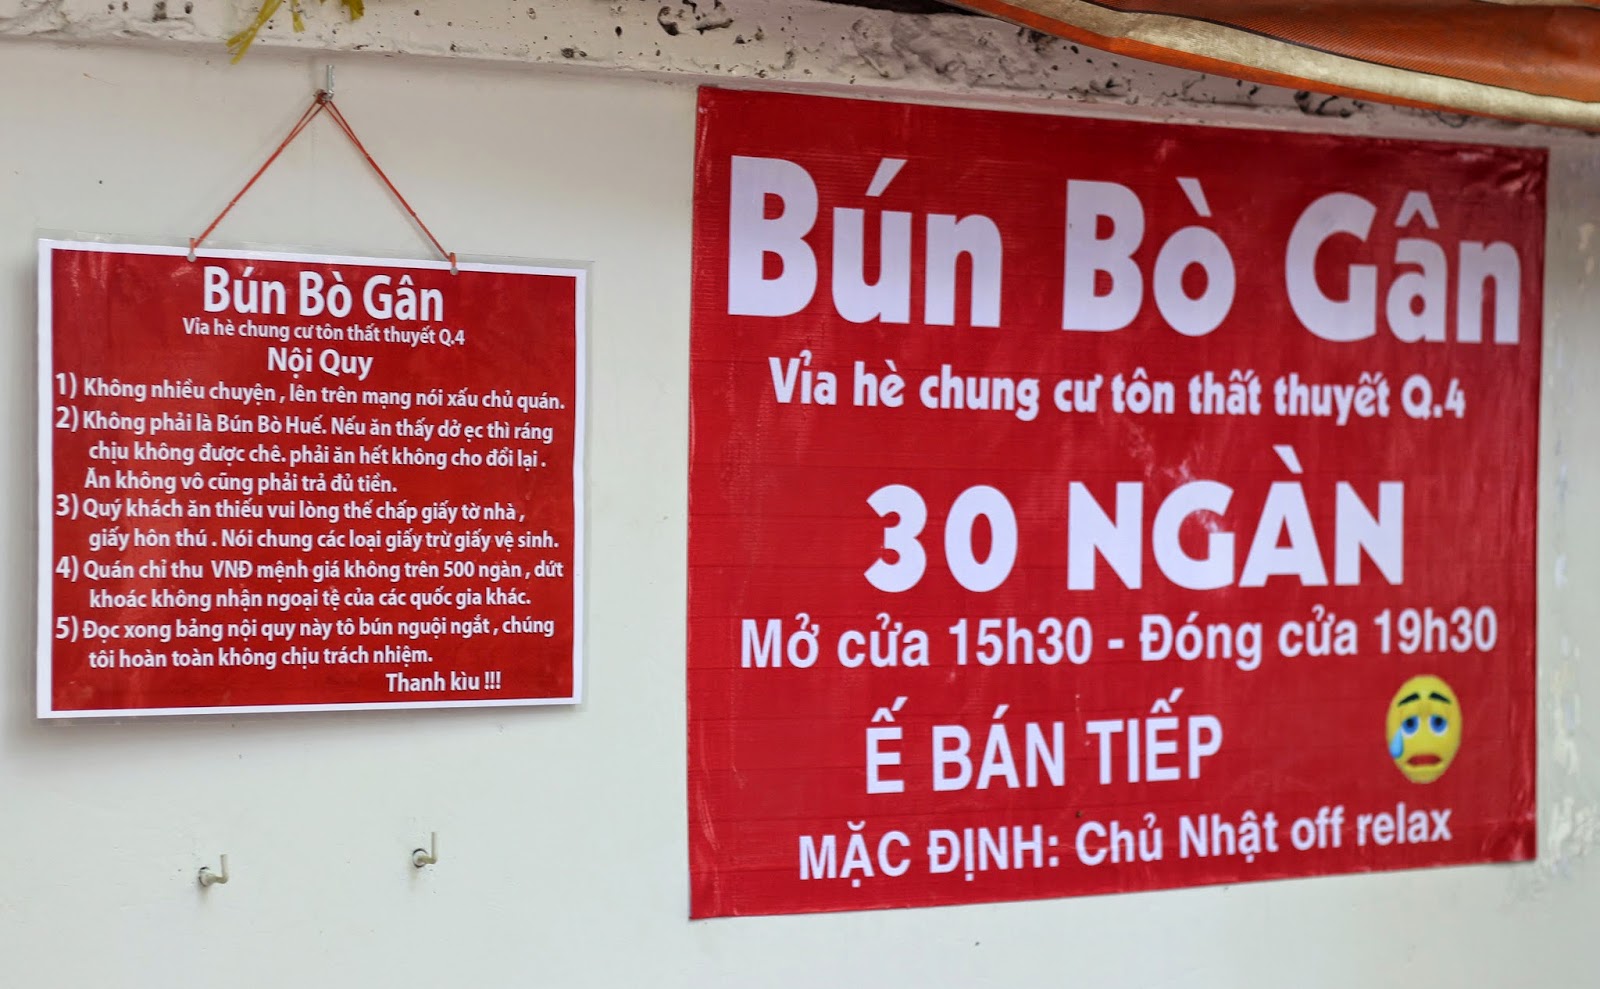 Bún Bò Gân
Vỉa hè chung cư tôn thất thuyết Q.4
Nội Quy
1) Không nhiều chuyện , lên trên mạng nói xấu chủ quán.
2) Không phải là Bún Bò Huế. Nếu ăn thấy dở ẹc thì ráng
chịu không được chê. phải ăn hết không cho đổi lại .
Ăn không vô cũng phải trả đủ tiền.
3) Quý khách ăn thiếu vui lòng thế chấp giấy tờ nhà ,
giấy hôn thú . Nói chung các loại giấy trừ giấy vệ sinh.
4) Quán chỉ thu VNĐ mệnh giá không trên 500 ngàn , dứt
khoác không nhận ngoại tệ của các quốc gia khác.
5) Đọc xong bảng nội quy này tô bún nguội ngắt , chúng
tôi hoàn toàn không chịu trách nhiệm.
Thanh kìu !!!
Bún Bò Gân
Vỉa hè chung cư tôn thất thuyết Q.4
30 NGÀN
Mở cửa 15h30 - Đóng cửa 19h30
Ế BÁN TIẾP
MẶC ĐỊNH: Chủ Nhật off relax